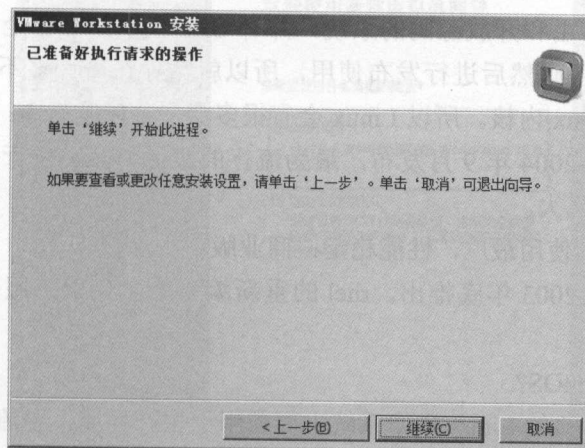 VMware Workstation 安装
已准备好执行请求的操作
单击‘继续’开始此进程。
如果要查看或更改任意安装设置，请单击‘上一步’。单击‘取消’可退出向导。
<上一步(B)
继续(C)
取消